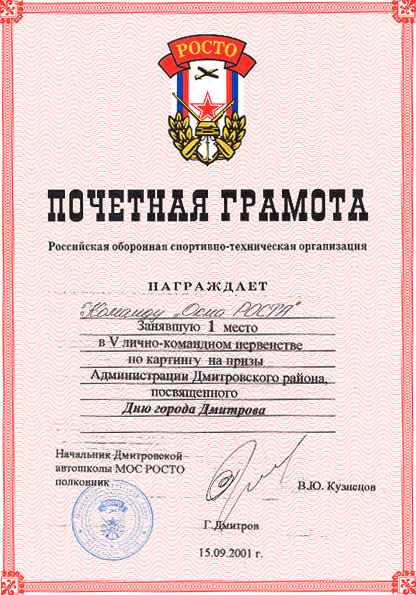 РОСТО
ПОЧЕТНАЯ ГРАМОТА
Российская оборонная спортивно-техническая организация
НАГРАЖДАЕТ
Команду „Осма РОСТА"
Занявшую 1 место
в V лично-командном первенстве
по картингу на призы
Администрации Дмитровского района,
посвященного
Дню города Дмитрова
Начальник Дмитровской
автошколы МОС РОСТО
полковник
В.Ю. Кузнецов
Г.Дмитров
15.09.2001 г.